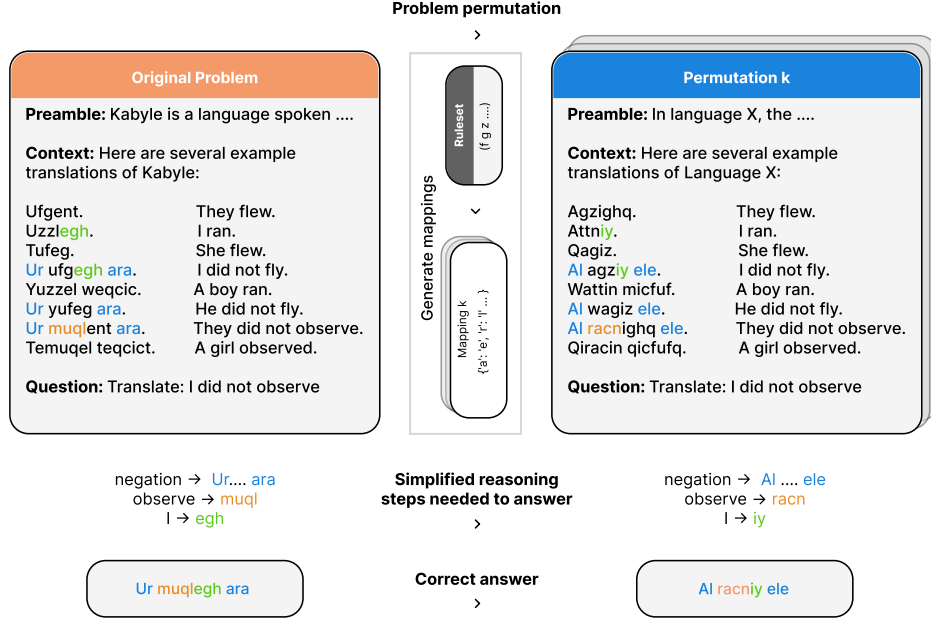 Problem permutation
Original Problem
Preamble: Kabyle is a language spoken ....
Context: Here are several example
translations of Kabyle:
Ufgent. They flew.
Uzzlegh. I ran.
Tufeg. She flew.
Ur ufgegh ara. I did not fly.
Yuzzel weqcic. A boy ran.
Ur yufeg ara. He did not fly.
Ur muqlent ara. They did not observe.
Temuqel teqcict. A girl observed.
Question: Translate: I did not observe
Generate mappings
Ruleset
(f g z ....)
Mapping k
{'a': 'e', 'r': 'l' ... }
Permutation k
Preamble: In language X, the ....
Context: Here are several example
translations of Language X:
Agzighq. They flew.
Attniy. I ran.
Qagiz. She flew.
Al agziy ele. I did not fly.
Wattin micfuf. A boy ran.
Al wagiz ele. He did not fly.
Al racnighq ele. They did not observe.
Qiracin qicfufq. A girl observed.
Question: Translate: I did not observe
negation → Ur.... ara
observe → muql
I → egh
Simplified reasoning
steps needed to answer
negation → Al .... ele
observe → racn
I → iy
Ur muqlegh ara
Correct answer
Al racniy ele